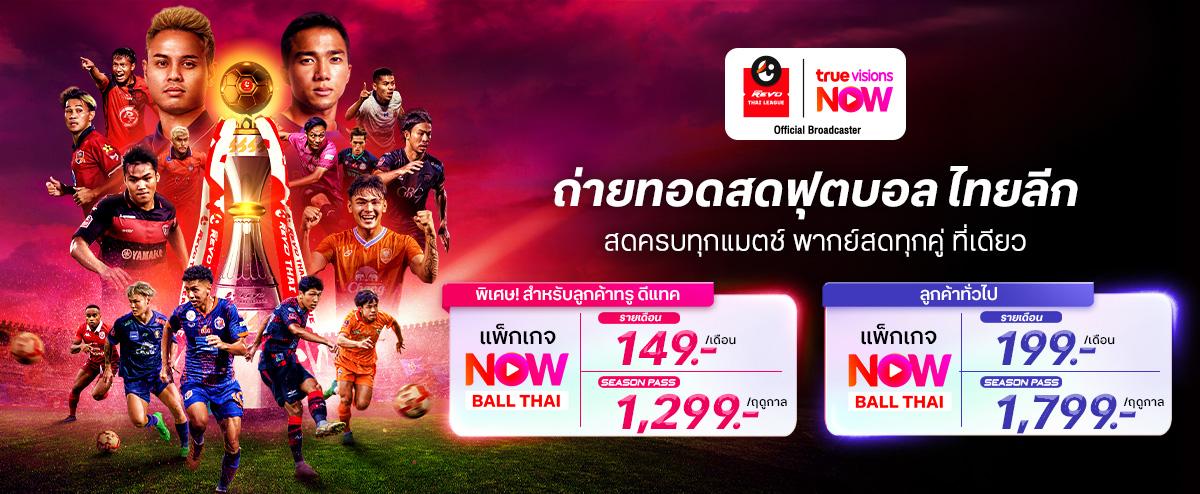 REVO
THAI LEAGUE
true visions
NOW
Official Broadcaster
ถ่ายทอดสดฟุตบอล ไทยลีก
สดครบทุกแมตช์ พากย์สดทุกคู่ ที่เดียว
พิเศษ! สำหรับลูกค้าทรู ดีแทค
แพ็กเกจ
NOW
BALL THAI
รายเดือน
149.-/เดือน
SEASON PASS
1,299.-/ฤดูกาล
ลูกค้าทั่วไป
แพ็กเกจ
NOW
BALL THAI
รายเดือน
199.-/เดือน
SEASON PASS
1,799.-/ฤดูกาล
YAMAHA
REVO THAI